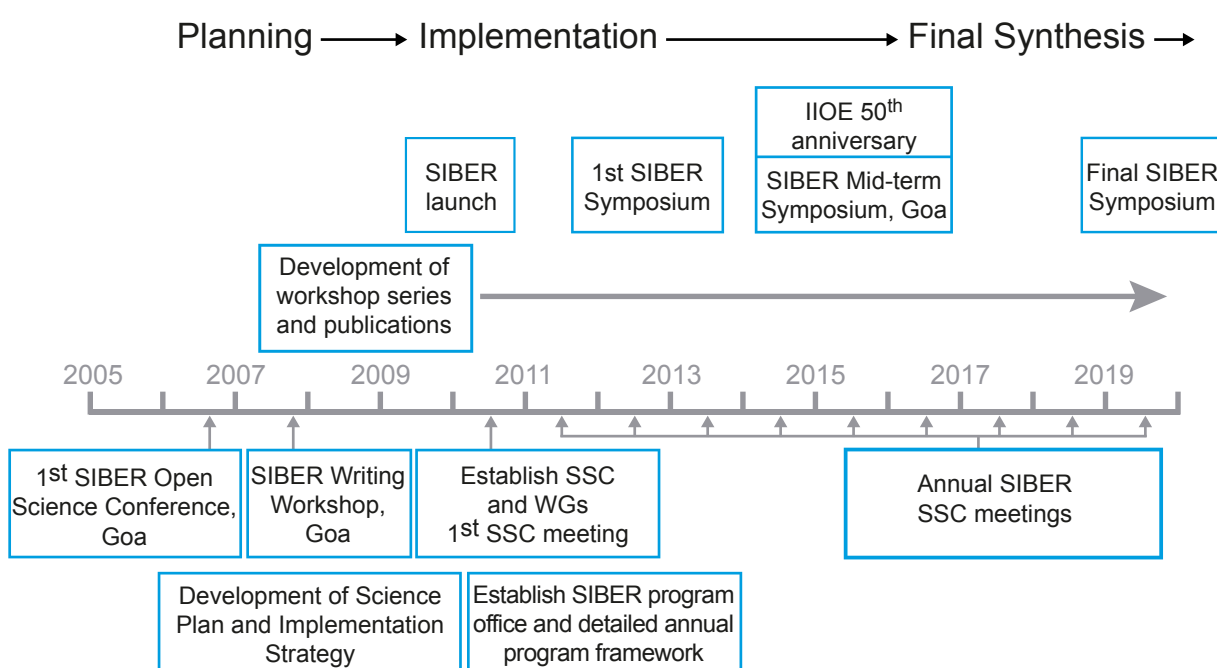 Planning Implementation Final Synthesis
SIBER
launch
1st SIBER
Symposium
IIOE 50th
anniversary
SIBER Mid-term
Symposium, Goa
Final SIBER
Symposium
Development of
workshop series
and publications
2005 2007 2009 2011 2013 2015 2017 2019
1st SIBER Open
Science Conference,
Goa
SIBER Writing
Workshop,
Goa
Establish SSC
and WGs
1st SSC meeting
Annual SIBER
SSC meetings
Development of Science
Plan and Implementation
Strategy
Establish SIBER program
office and detailed annual
program framework